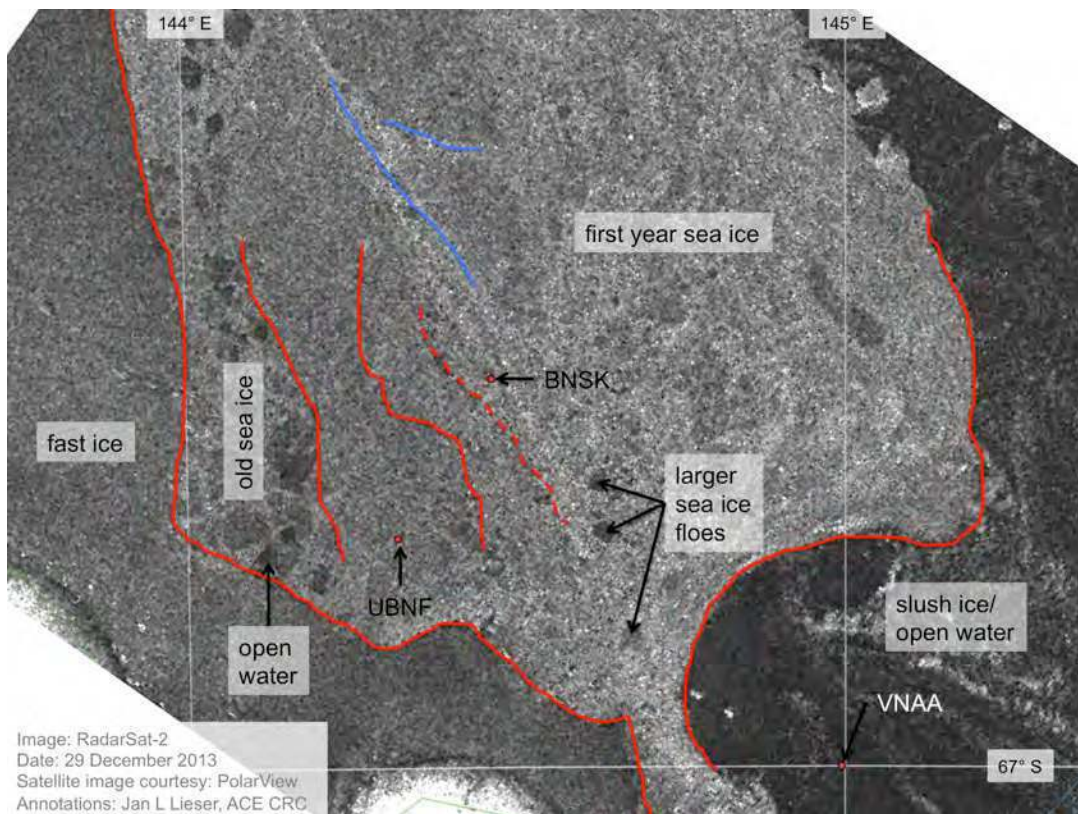 144° E
145° E
first year sea ice
BNSK
old sea ice
fast ice
larger
sea ice
floes
UBNF
slush ice/
open water
open
water
VNAA
67° S
Image: RadarSat-2
Date: 29 December 2013
Satellite image courtesy: PolarView
Annotations: Jan L Lieser, ACE CRC